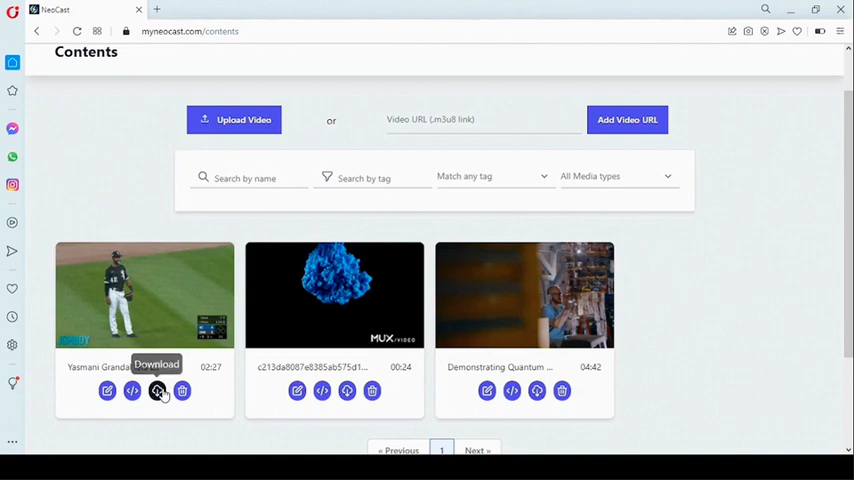 NeoCast
myneocast.com/contents
Contents
Upload Video
or
Video URL (.m3u8 link)
Add Video URL
Search by name
Search by tag
Match any tag
All Media types
MUX/VIDEO
Download
Yasmani Grandal
02:27
c213da8087e8385ab575d1...
00:24
Demonstrating Quantum ...
04:42
« Previous
1
Next »